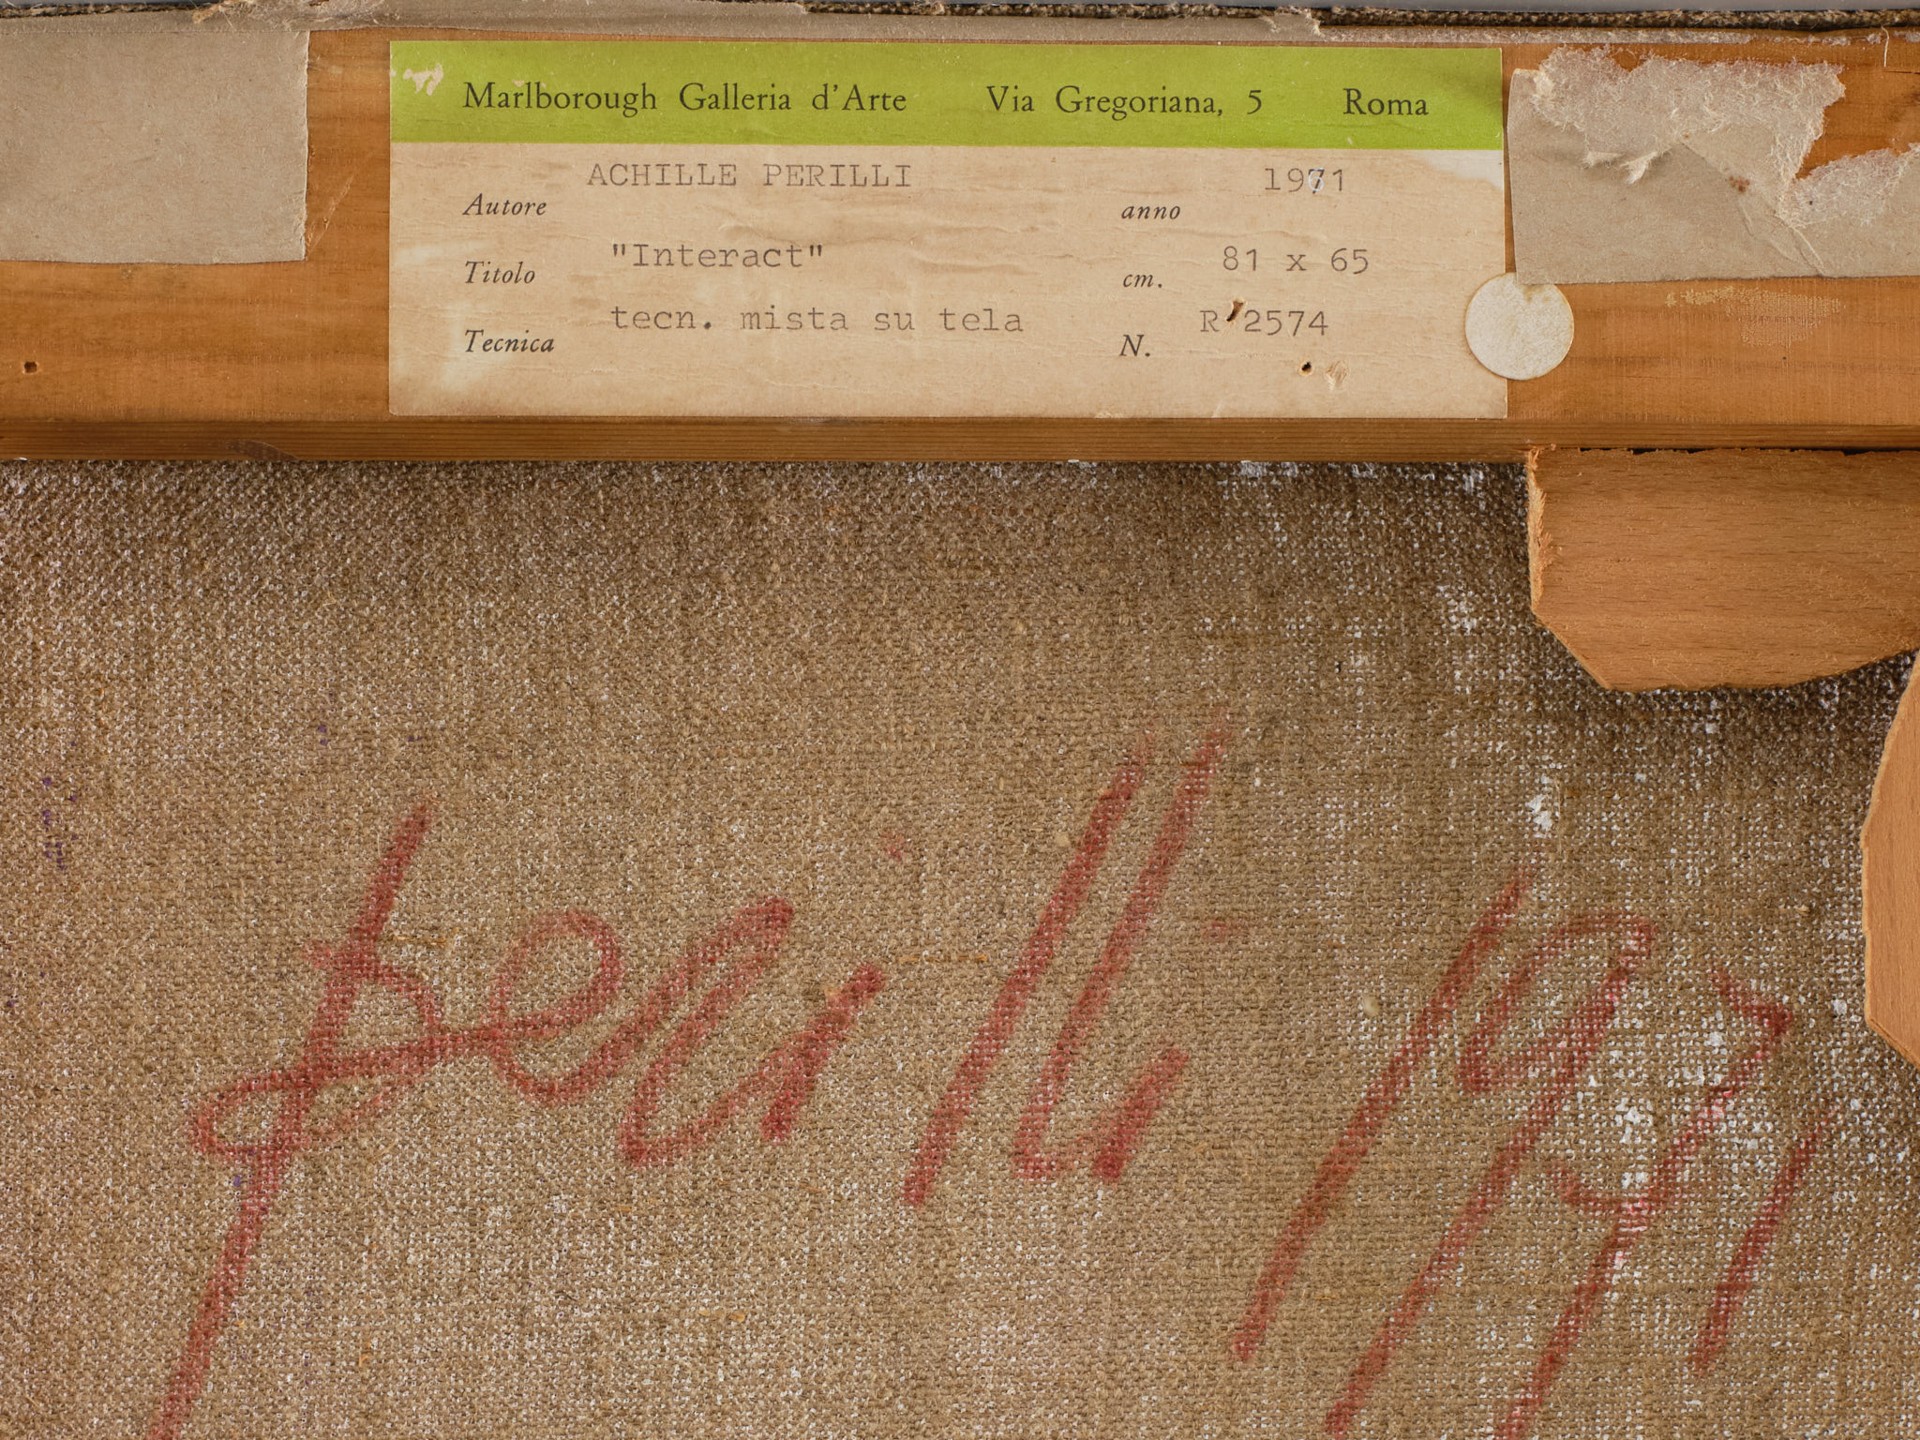 Marlborough Galleria d'Arte Via Gregoriana, 5 Roma
Autore ACHILLE PERILLI anno 1971
Titolo "Interact" cm. 81 x 65
Tecnica tecn. mista su tela N. R 2574
perilli 1971